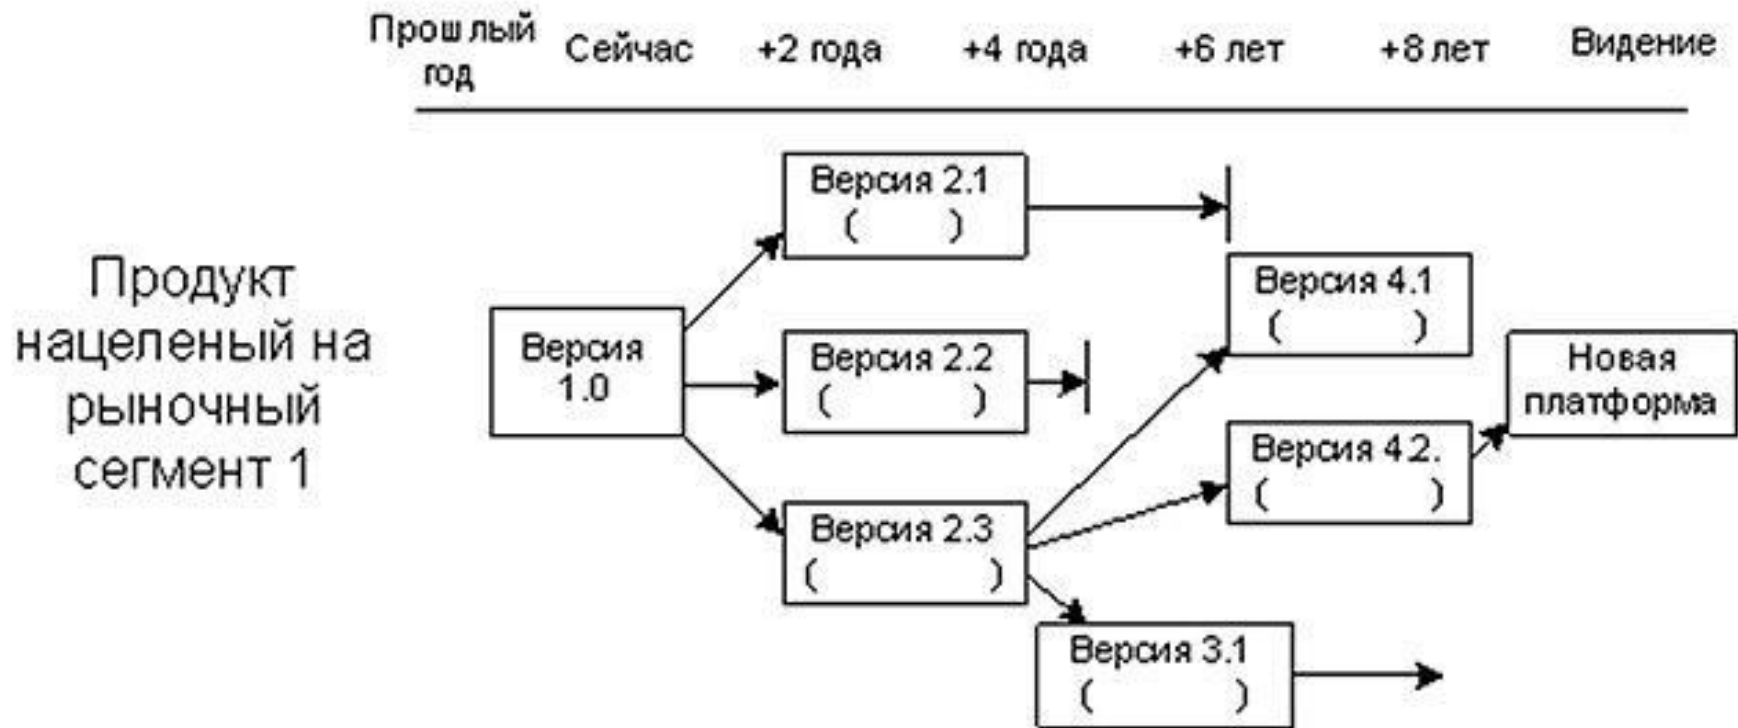 Прошлый
год
Сейчас
+2 года
+4 года
+6 лет
+8 лет
Видение
Продукт
нацеленый на
рыночный
сегмент 1
Версия
1.0
Версия 2.1
( )
Версия 2.2
( )
Версия 2.3
( )
Версия 3.1
( )
Версия 4.1
( )
Версия 4.2.
( )
Новая
платформа